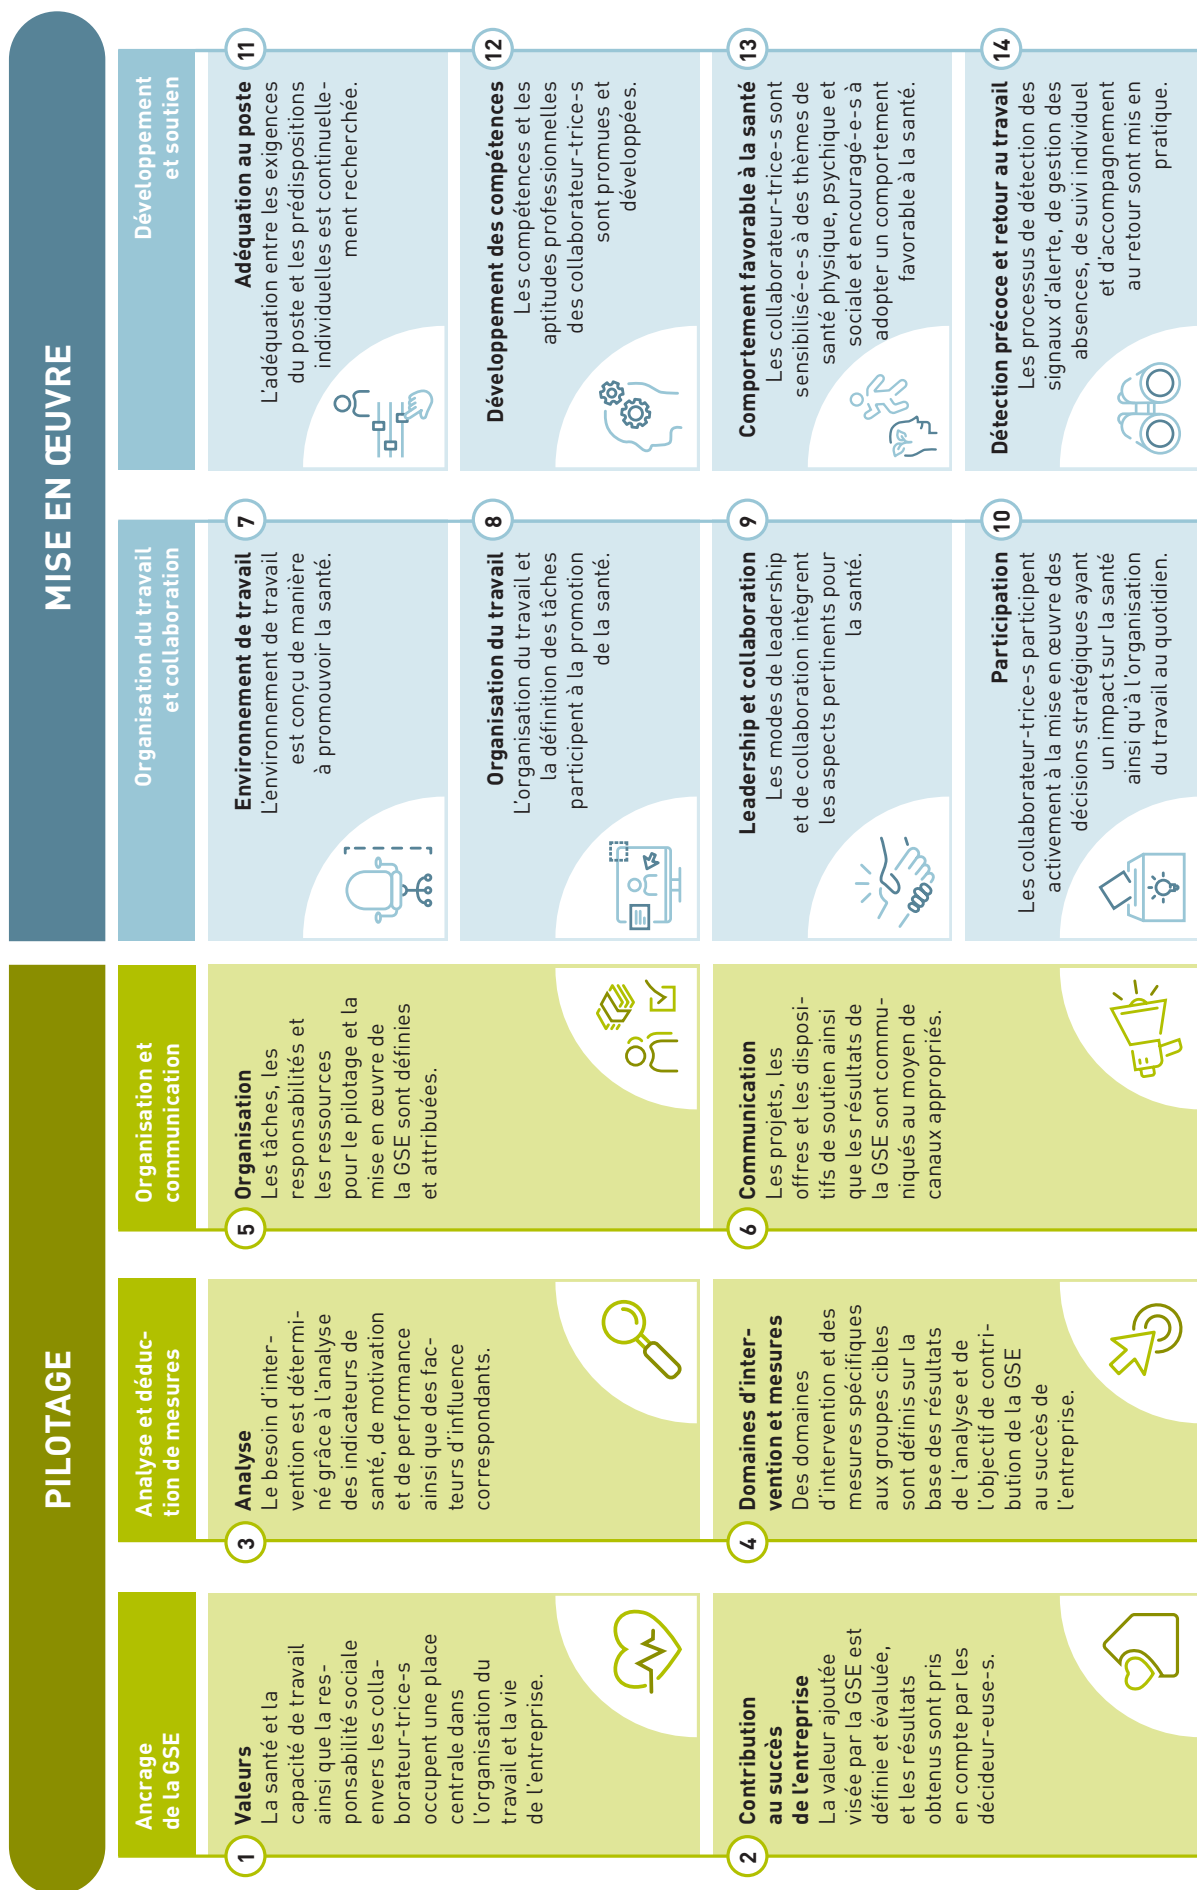 PILOTAGE
Ancrage
de la GSE
1
Valeurs
La santé et la
capacité de travail
ainsi que la res-
ponsabilité sociale
envers les colla-
borateur-trice-s
occupent une place
centrale dans
l’organisation du
travail et la vie
de l’entreprise.
2
Contribution
au succès
de l’entreprise
La valeur ajoutée
visée par la GSE est
définie et évaluée,
et les résultats
obtenus sont pris
en compte par les
décideur-euse-s.
Analyse et déduc-
tion de mesures
3
Analyse
Le besoin d’inter-
vention est détermi-
né grâce à l’analyse
des indicateurs de
santé, de motivation
et de performance
ainsi que des fac-
teurs d’influence
correspondants.
4
Domaines d’inter-
vention et mesures
Des domaines
d’intervention et des
mesures spécifiques
aux groupes cibles
sont définis sur la
base des résultats
de l’analyse et de
l’objectif de contri-
bution de la GSE
au succès de
l’entreprise.
Organisation et
communication
5
Organisation
Les tâches, les
responsabilités et
les ressources
pour le pilotage et la
mise en œuvre de
la GSE sont définies
et attribuées.
6
Communication
Les projets, les
offres et les disposi-
tifs de soutien ainsi
que les résultats de
la GSE sont commu-
niqués au moyen de
canaux appropriés.
MISE EN ŒUVRE
Organisation du travail
et collaboration
7
Environnement de travail
L’environnement de travail
est conçu de manière
à promouvoir la santé.
8
Organisation du travail
L’organisation du travail et
la définition des tâches
participent à la promotion
de la santé.
9
Leadership et collaboration
Les modes de leadership
et de collaboration intègrent
les aspects pertinents pour
la santé.
10
Participation
Les collaborateur-trice-s participent
activement à la mise en œuvre des
décisions stratégiques ayant
un impact sur la santé
ainsi qu’à l’organisation
du travail au quotidien.
Développement
et soutien
11
Adéquation au poste
L’adéquation entre les exigences
du poste et les prédispositions
individuelles est continuelle-
ment recherchée.
12
Développement des compétences
Les compétences et les
aptitudes professionnelles
des collaborateur-trice-s
sont promues et
développées.
13
Comportement favorable à la santé
Les collaborateur-trice-s sont
sensibilisé-e-s à des thèmes de
santé physique, psychique et
sociale et encouragé-e-s à
adopter un comportement
favorable à la santé.
14
Détection précoce et retour au travail
Les processus de détection des
signaux d’alerte, de gestion des
absences, de suivi individuel
et d’accompagnement
au retour sont mis en
pratique.